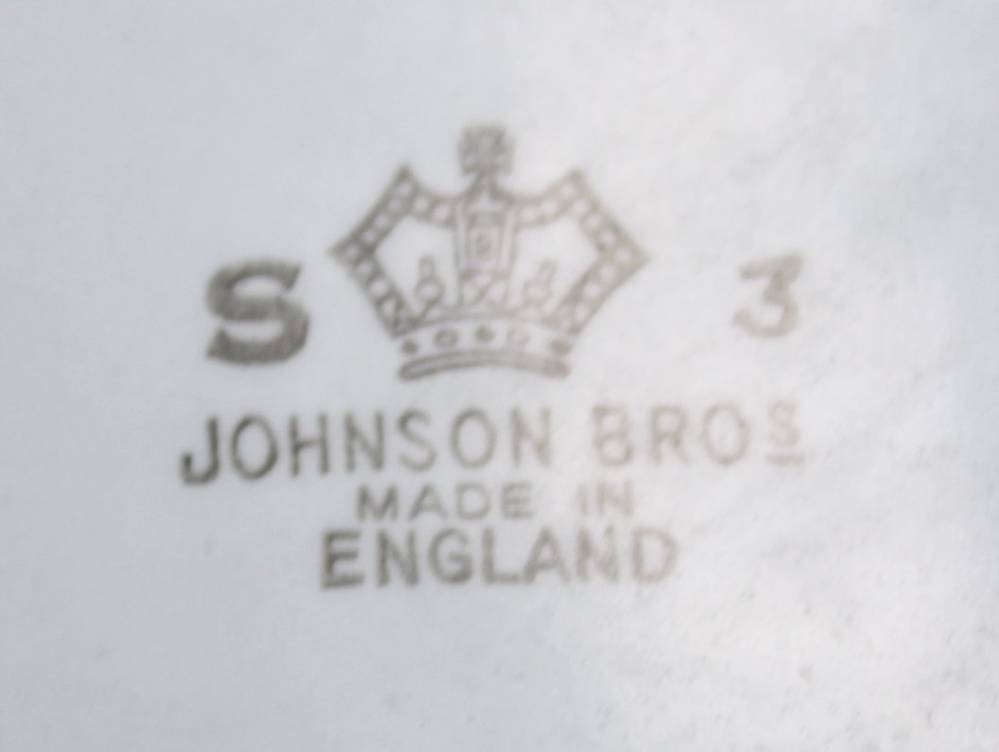 S 3
JOHNSON BROS
MADE IN
ENGLAND